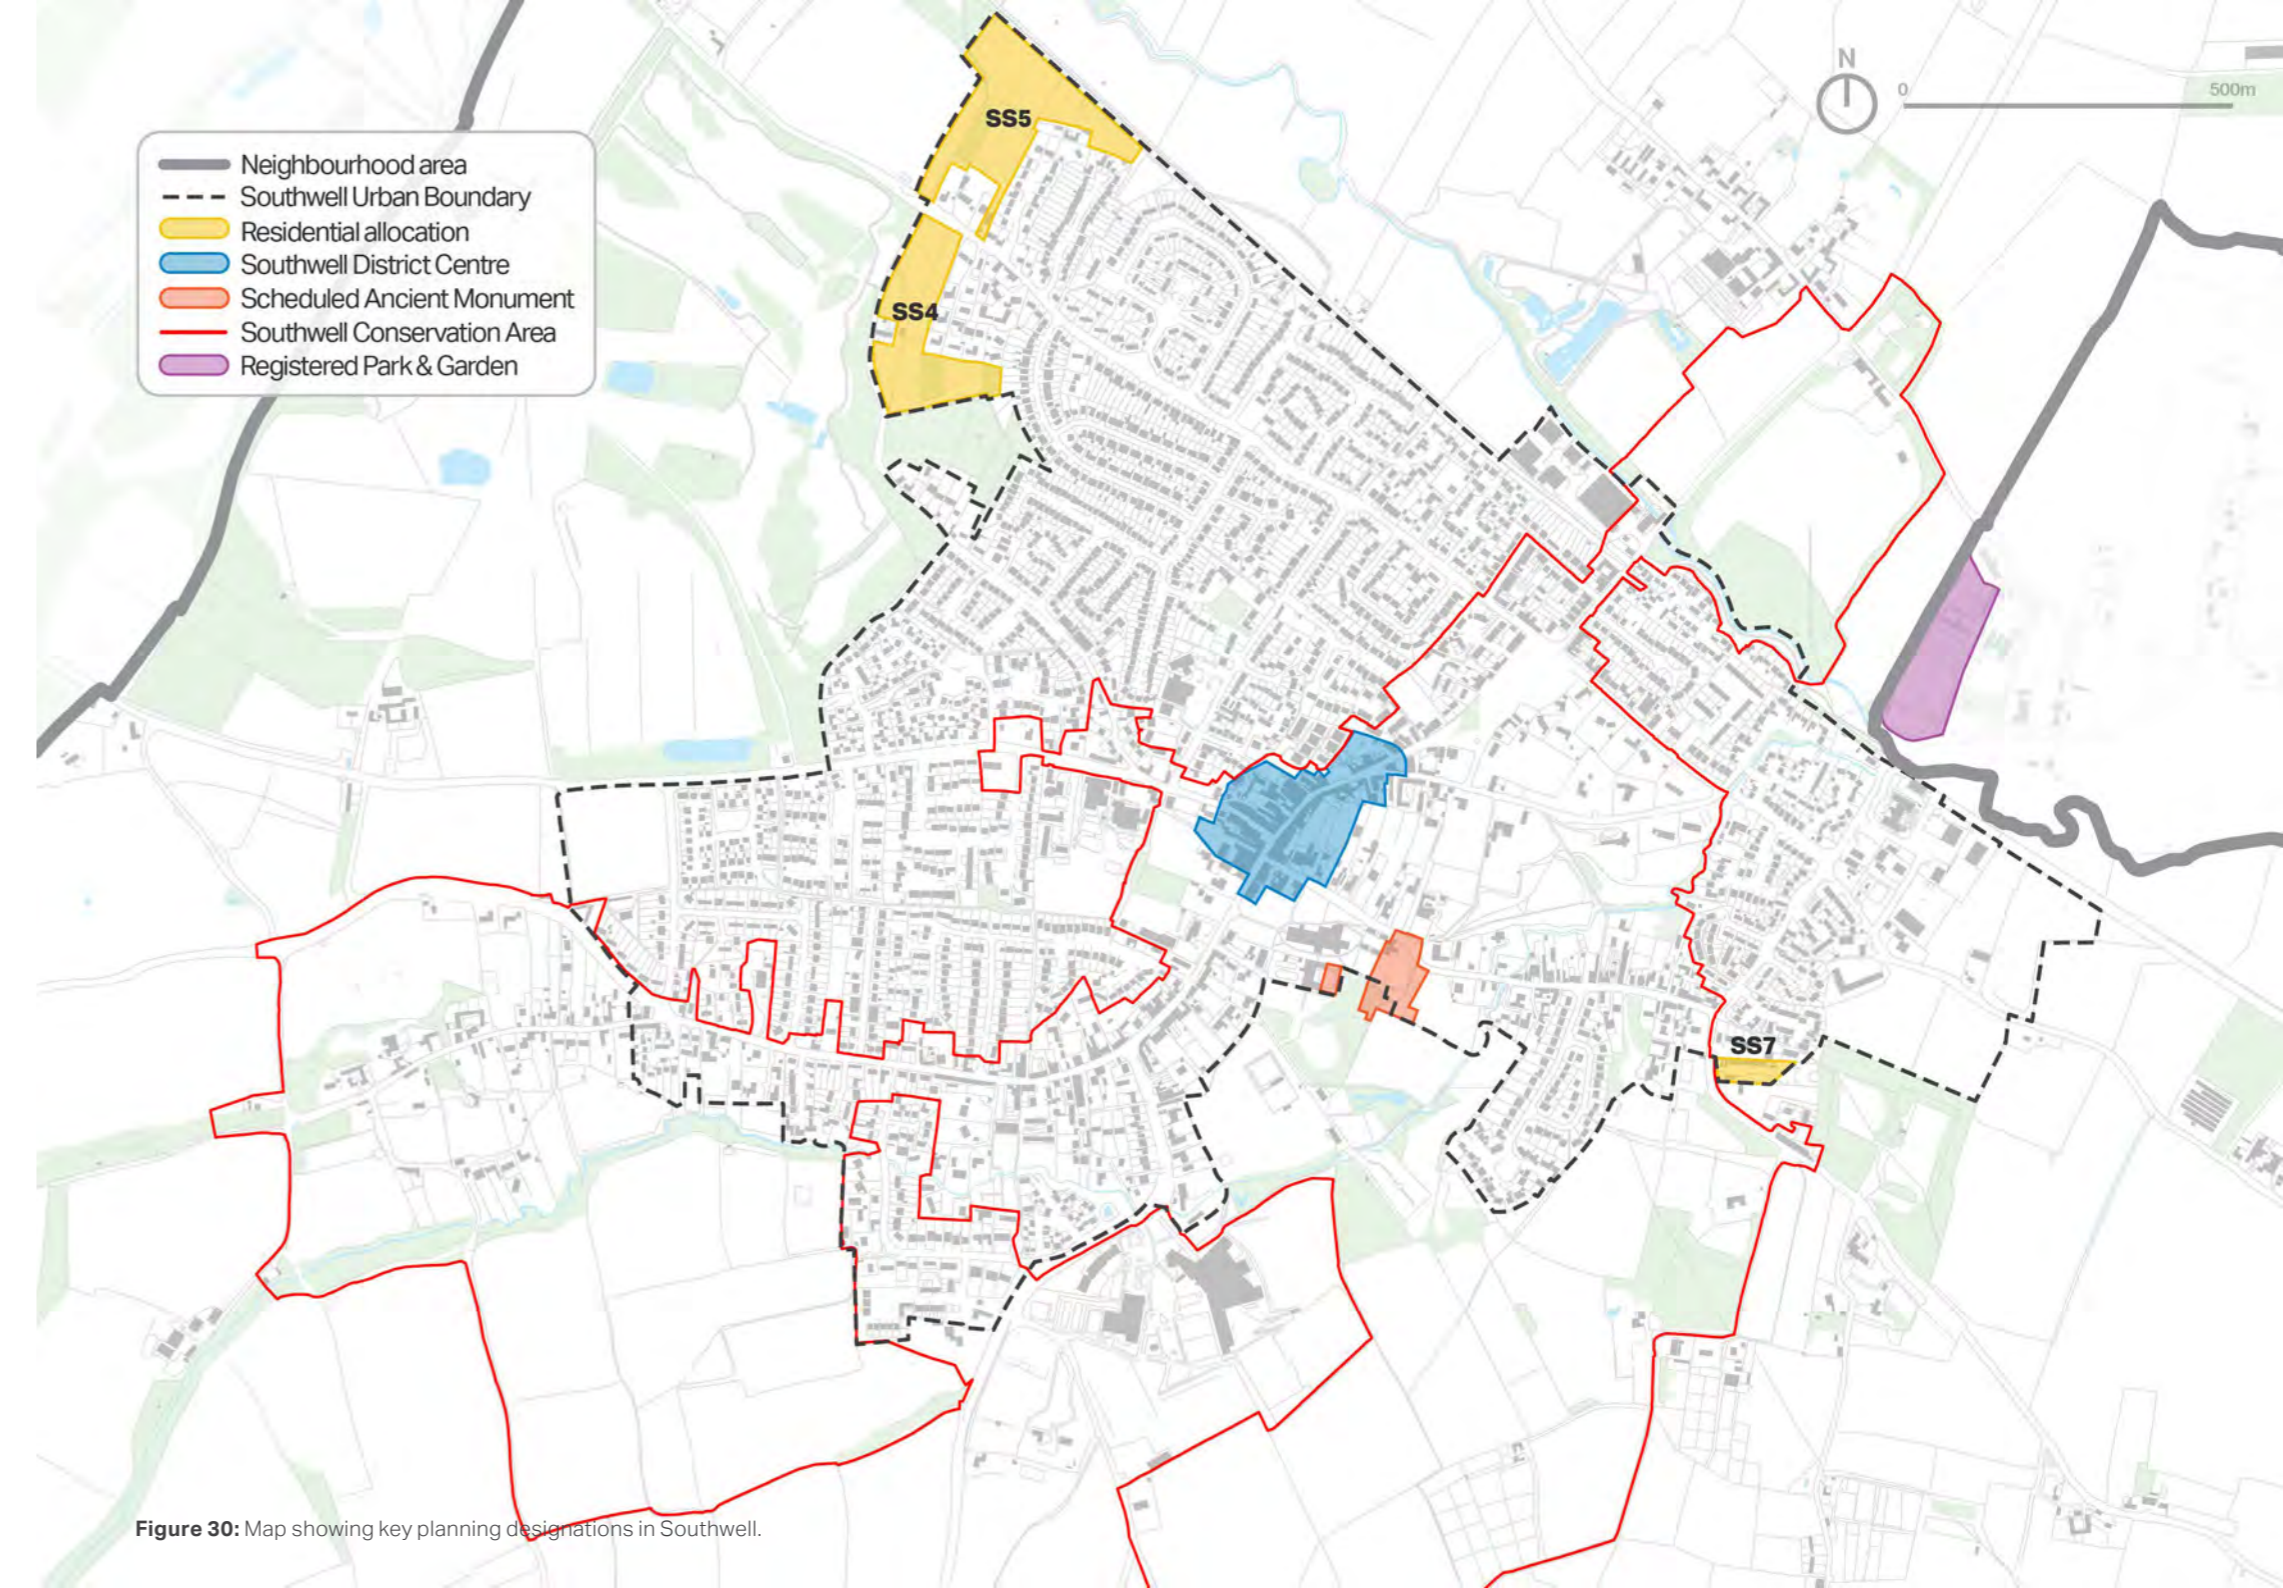 N
0 500m
Neighbourhood area
Southwell Urban Boundary
Residential allocation
Southwell District Centre
Scheduled Ancient Monument
Southwell Conservation Area
Registered Park & Garden
SS5
SS4
SS7
Figure 30: Map showing key planning designations in Southwell.